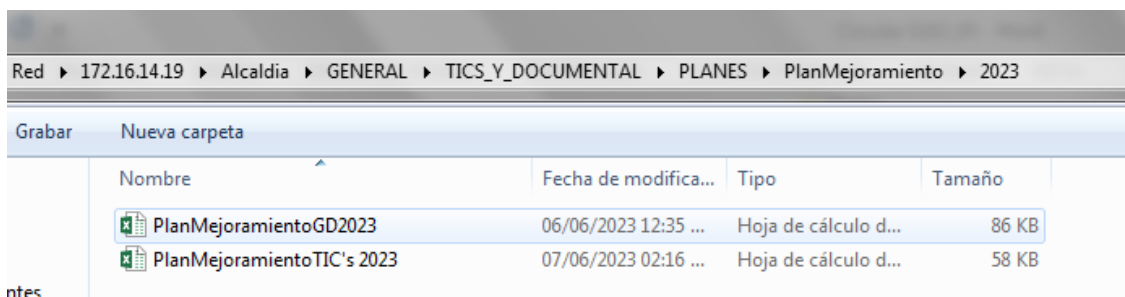 Red ▸ 172.16.14.19 ▸ Alcaldia ▸ GENERAL ▸ TICS_Y_DOCUMENTAL ▸ PLANES ▸ PlanMejoramiento ▸ 2023
Grabar Nueva carpeta
Nombre Fecha de modifica... Tipo Tamaño
PlanMejoramientoGD2023 06/06/2023 12:35 ... Hoja de cálculo d... 86 KB
PlanMejoramientoTIC's 2023 07/06/2023 02:16 ... Hoja de cálculo d... 58 KB